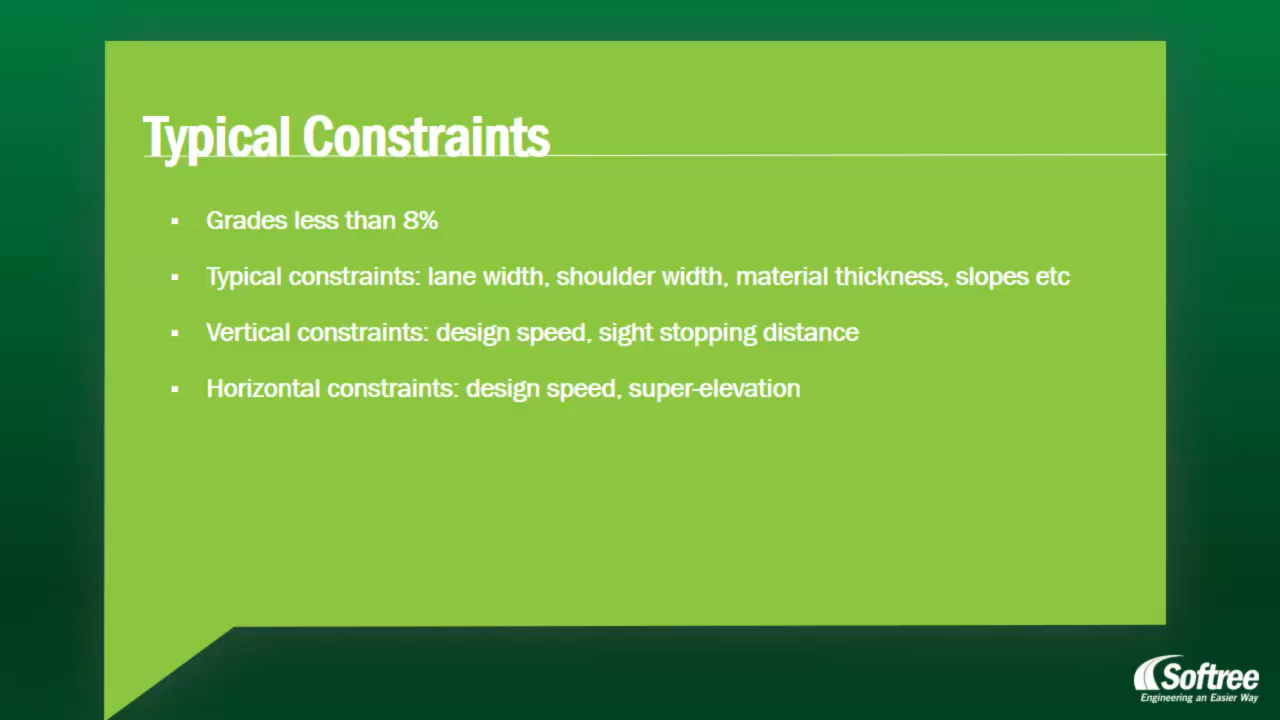 Typical Constraints
▪ Grades less than 8%
▪ Typical constraints: lane width, shoulder width, material thickness, slopes etc
▪ Vertical constraints: design speed, sight stopping distance
▪ Horizontal constraints: design speed, super-elevation
Softree
Engineering an Easier Way